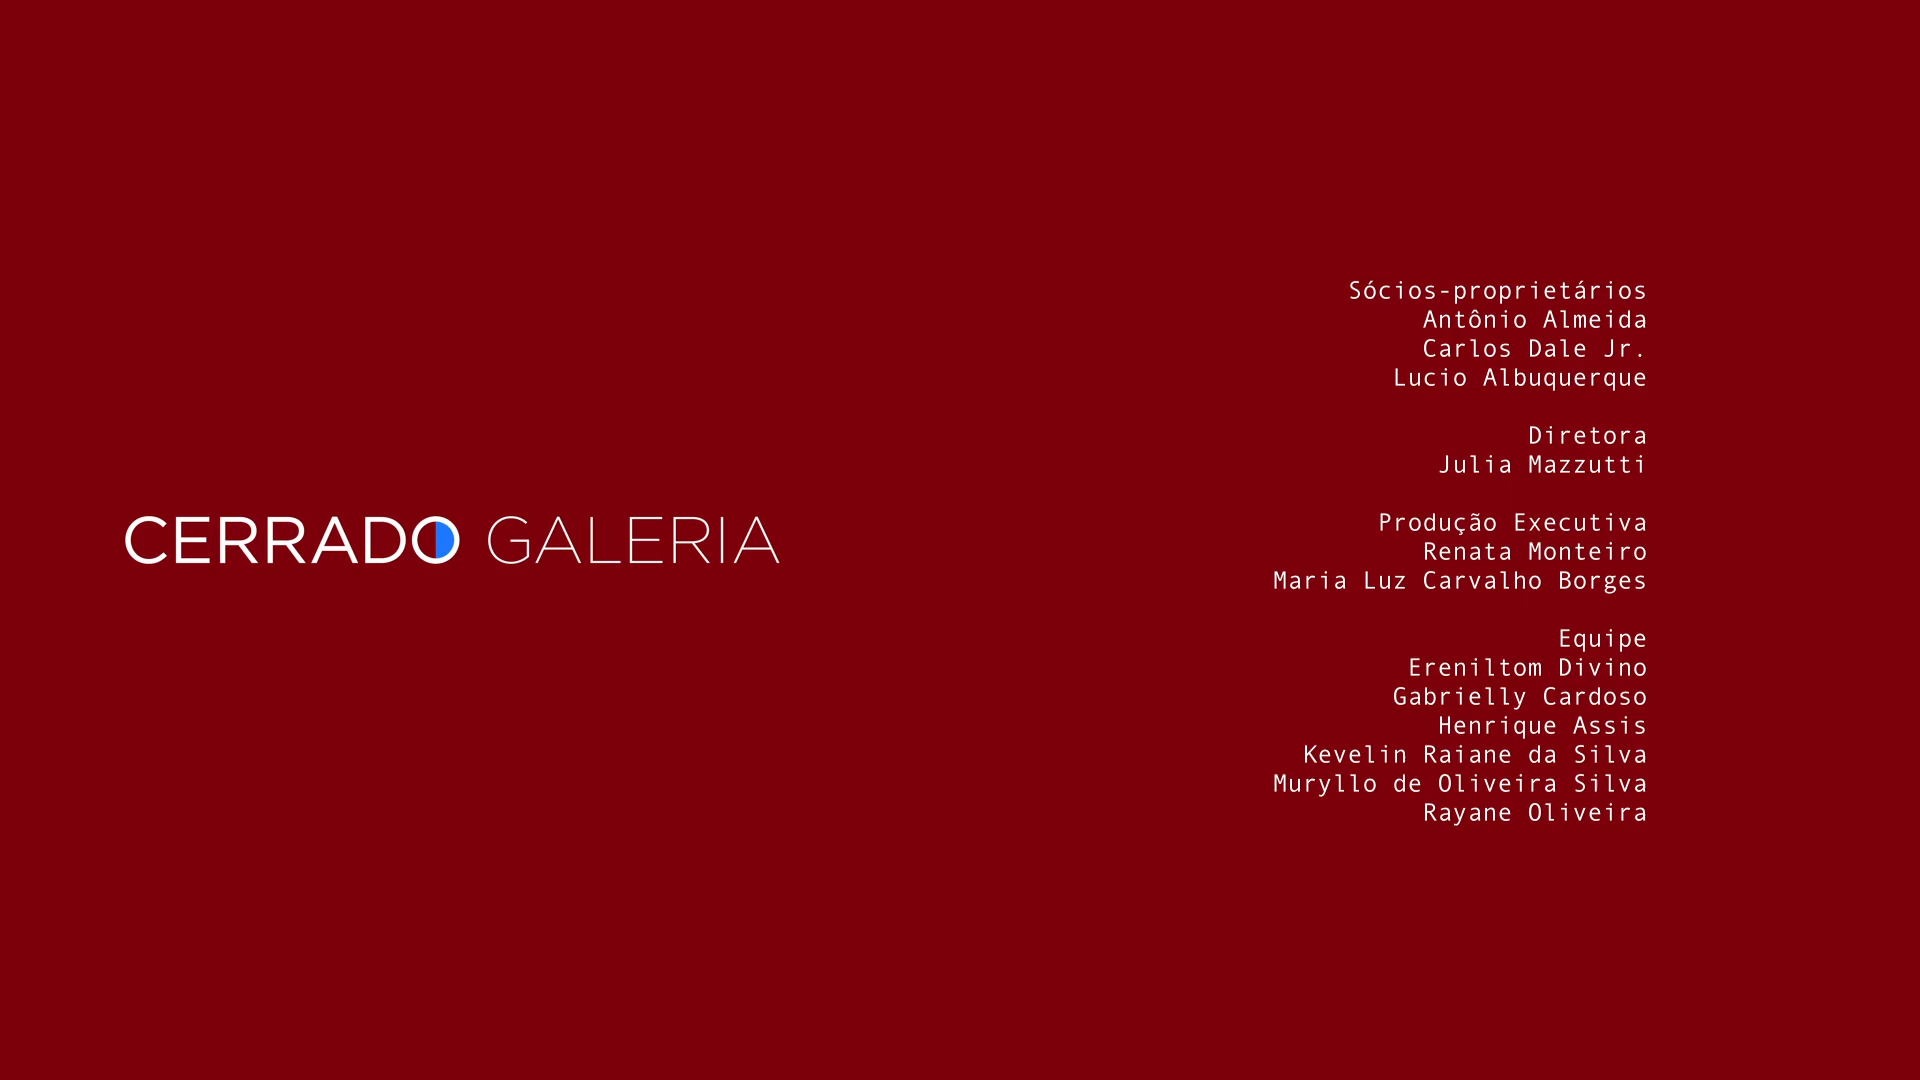 CERRADO GALERIA
Sócios-proprietários
Antônio Almeida
Carlos Dale Jr.
Lucio Albuquerque
Diretora
Julia Mazzutti
Produção Executiva
Renata Monteiro
Maria Luz Carvalho Borges
Equipe
Ereniltom Divino
Gabrielly Cardoso
Henrique Assis
Kevelin Raiane da Silva
Muryllo de Oliveira Silva
Rayane Oliveira